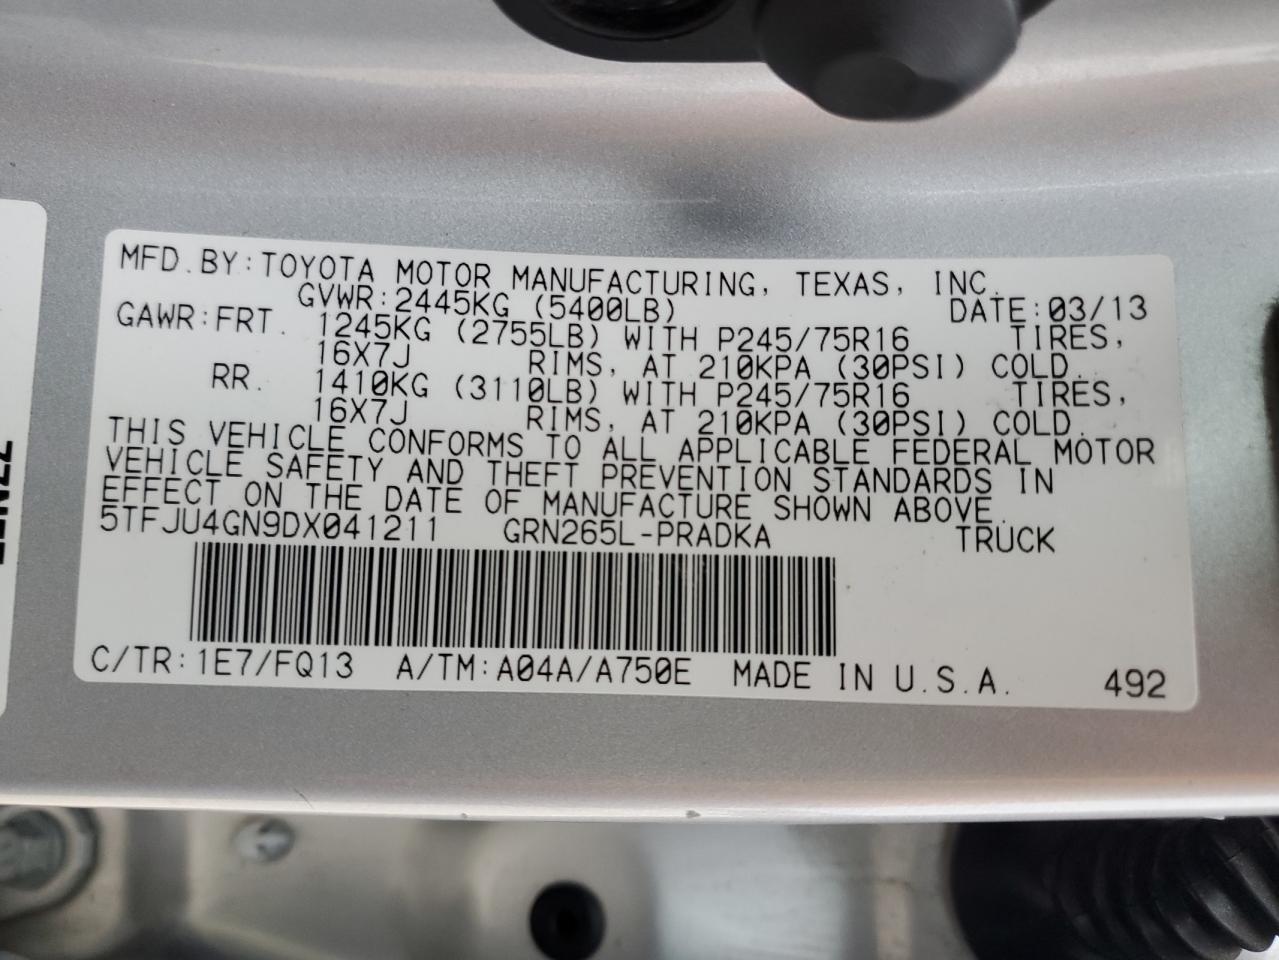 MFD. BY: TOYOTA MOTOR MANUFACTURING, TEXAS, INC.
GVWR: 2445KG (5400LB) DATE: 03/13
GAWR: FRT. 1245KG (2755LB) WITH P245/75R16 TIRES,
16X7J RIMS, AT 210KPA (30PSI) COLD.
RR. 1410KG (3110LB) WITH P245/75R16 TIRES,
16X7J RIMS, AT 210KPA (30PSI) COLD.
THIS VEHICLE CONFORMS TO ALL APPLICABLE FEDERAL MOTOR
VEHICLE SAFETY AND THEFT PREVENTION STANDARDS IN
EFFECT ON THE DATE OF MANUFACTURE SHOWN ABOVE.
5TFJU4GN9DX041211 GRN265L-PRADKA TRUCK
C/TR: 1E7/FQ13 A/TM: A04A/A750E MADE IN U.S.A. 492